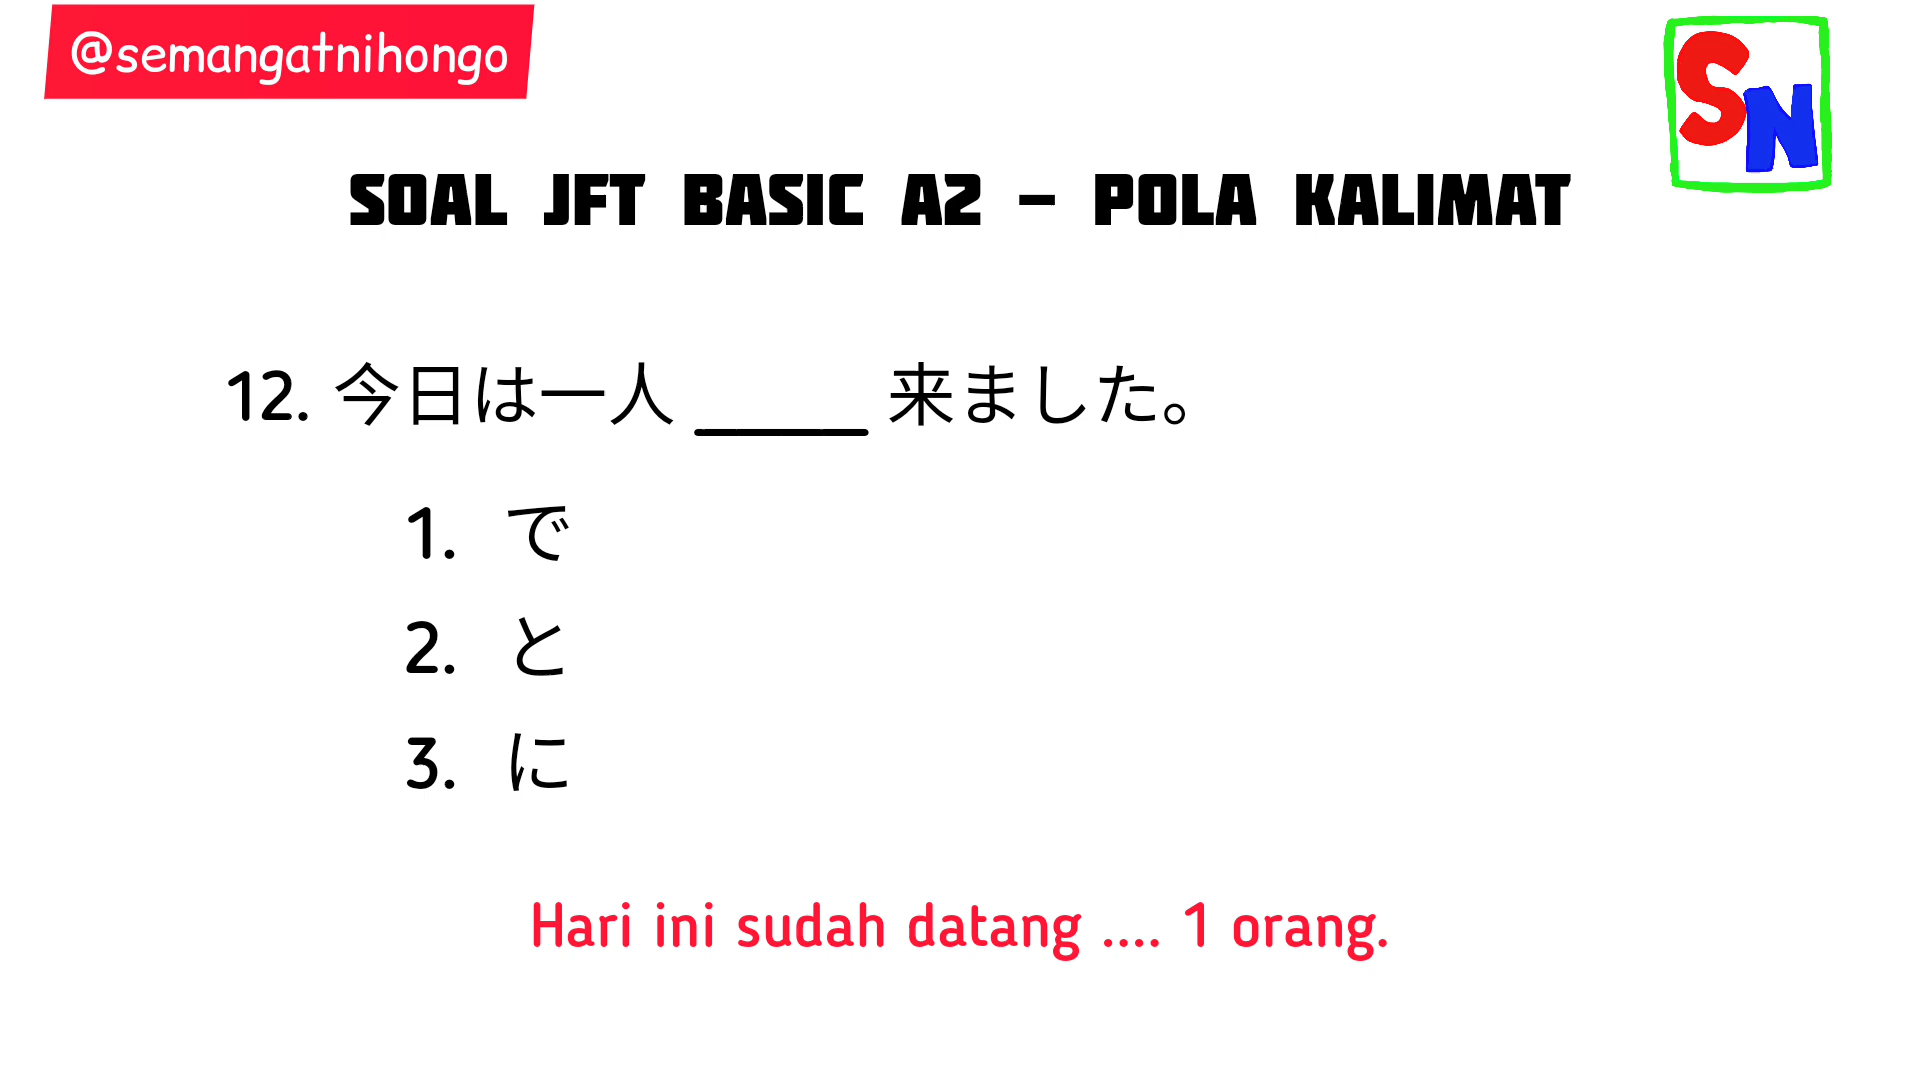 @semangatnihongo
SN
SOAL JFT BASIC A2 - POLA KALIMAT
12. 今日は一人 _____ 来ました。
1. で
2. と
3. に
Hari ini sudah datang .... 1 orang.